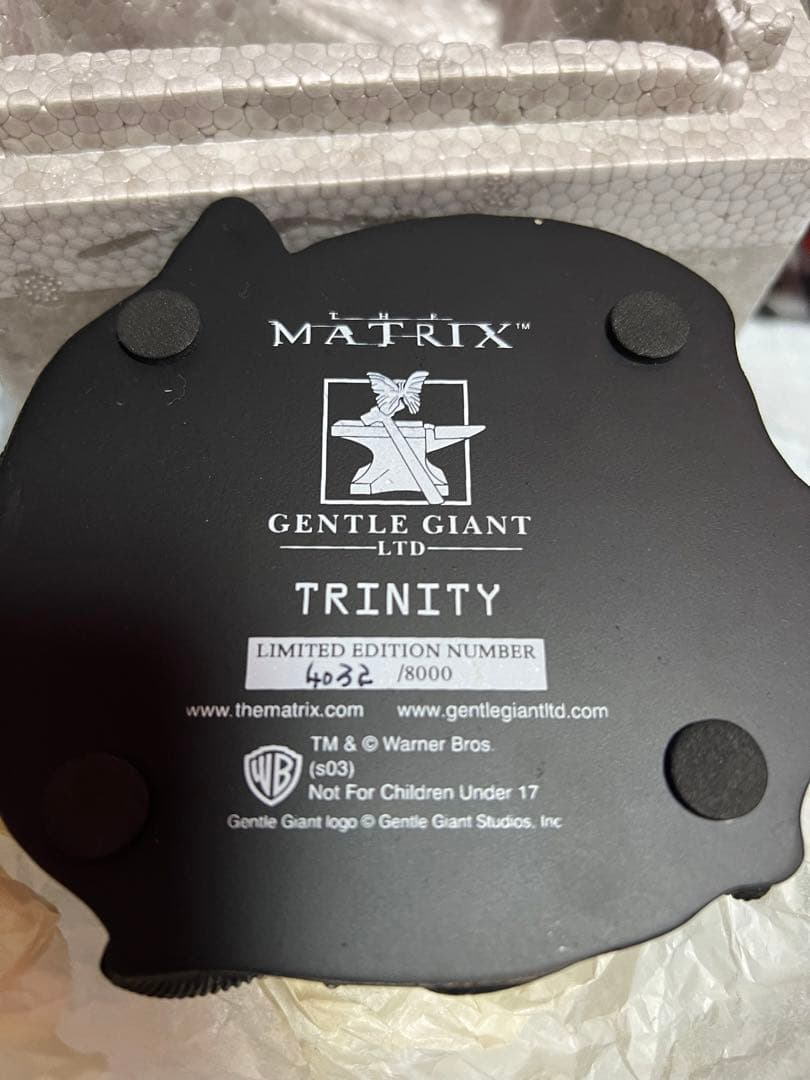 THE
MATRIX™
GENTLE GIANT
LTD
TRINITY
LIMITED EDITION NUMBER
4032 /8000
www.thematrix.com www.gentlegiantltd.com
WB
TM & © Warner Bros.
(s03)
Not For Children Under 17
Gentle Giant logo © Gentle Giant Studios, Inc